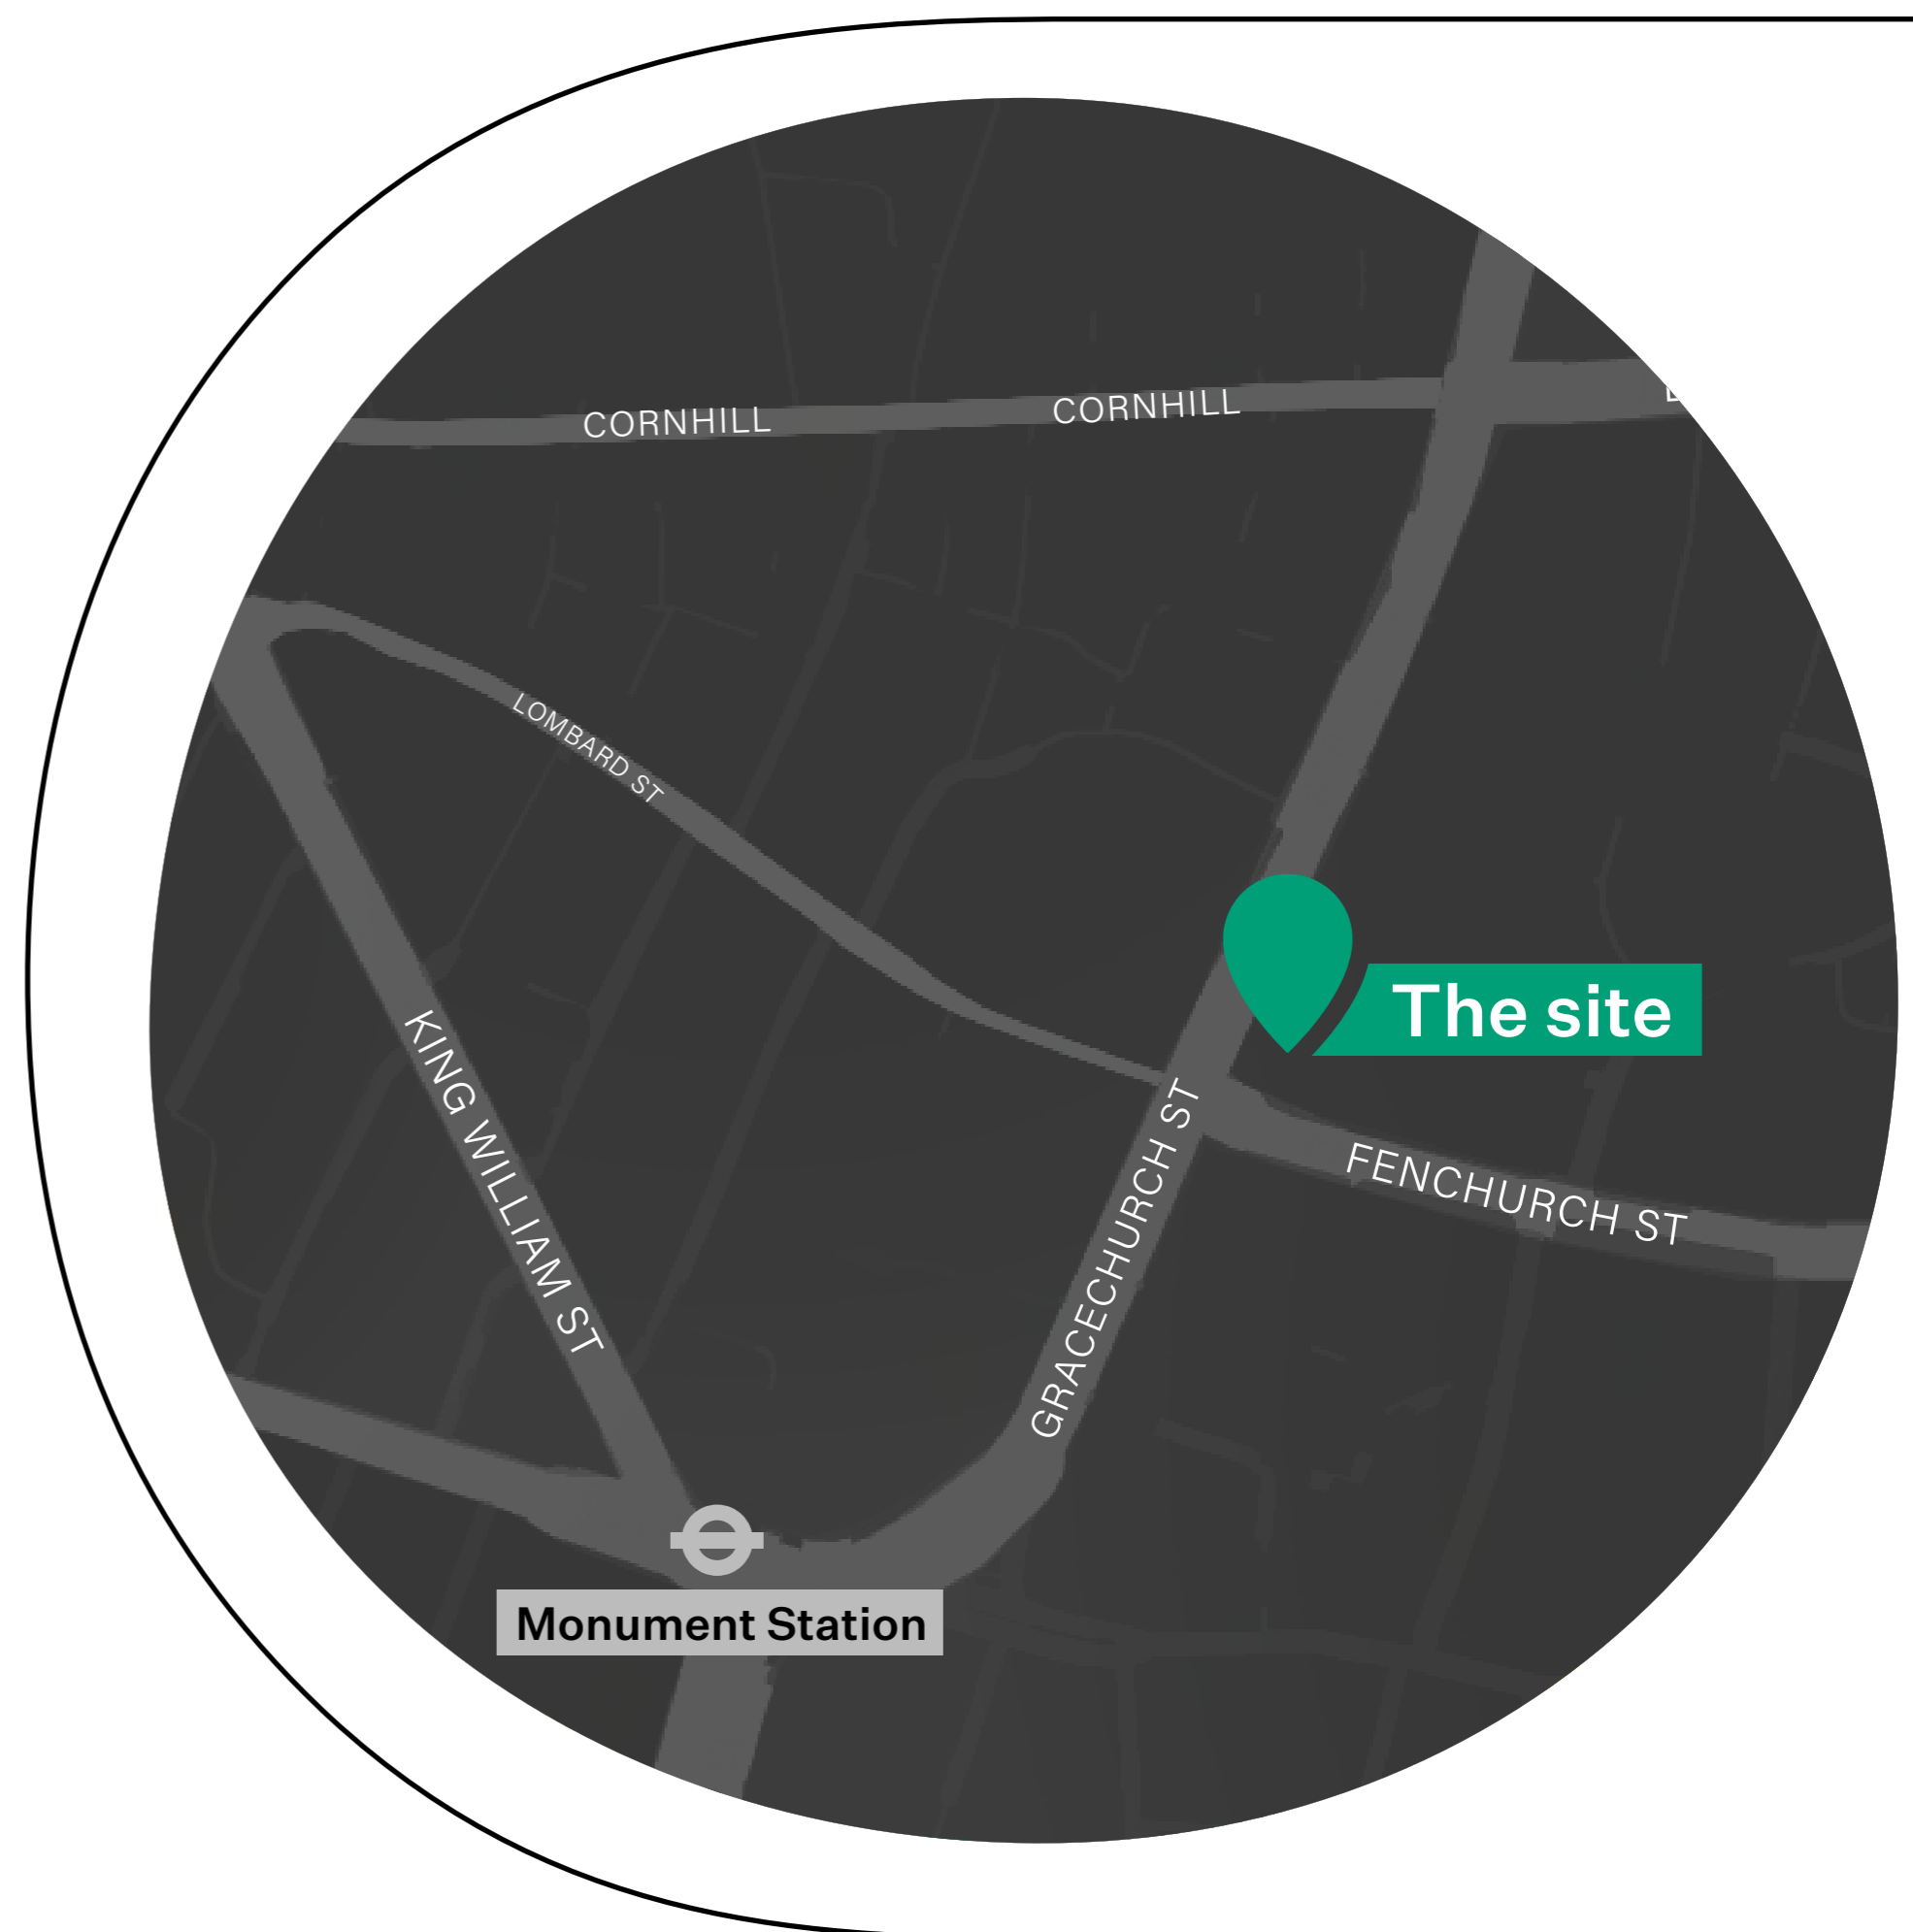 CORNHILL
CORNHILL
LOMBARD ST
The site
KING WILLIAM ST
GRACECHURCH ST
FENCHURCH ST
Monument Station